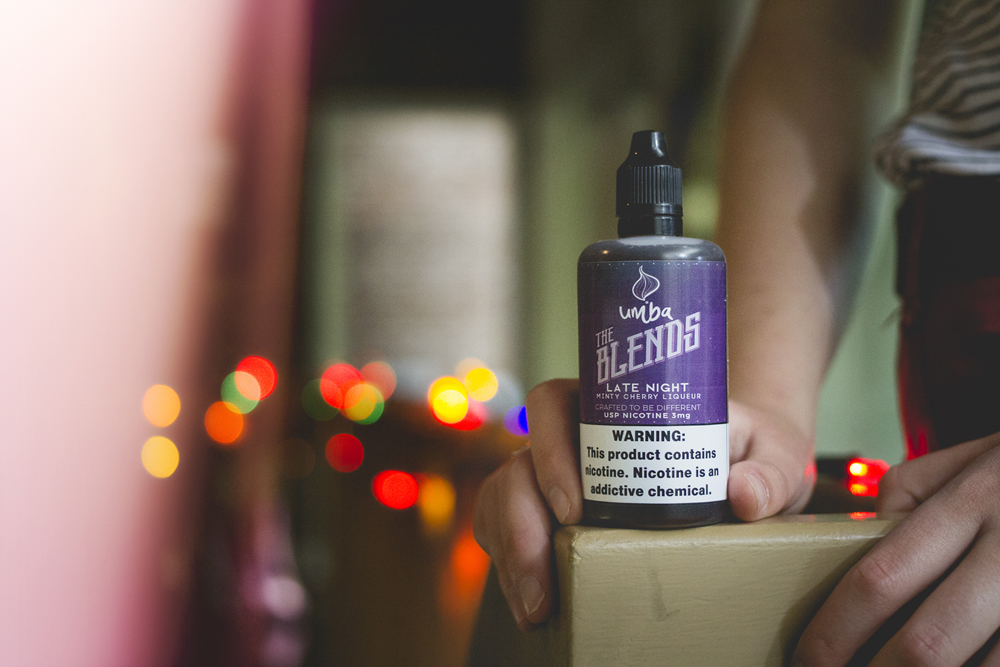 umba
THE
BLENDS
LATE NIGHT
MINTY CHERRY LIQUEUR
CRAFTED TO BE DIFFERENT
USP NICOTINE 3mg
WARNING:
This product contains
nicotine. Nicotine is an
addictive chemical.